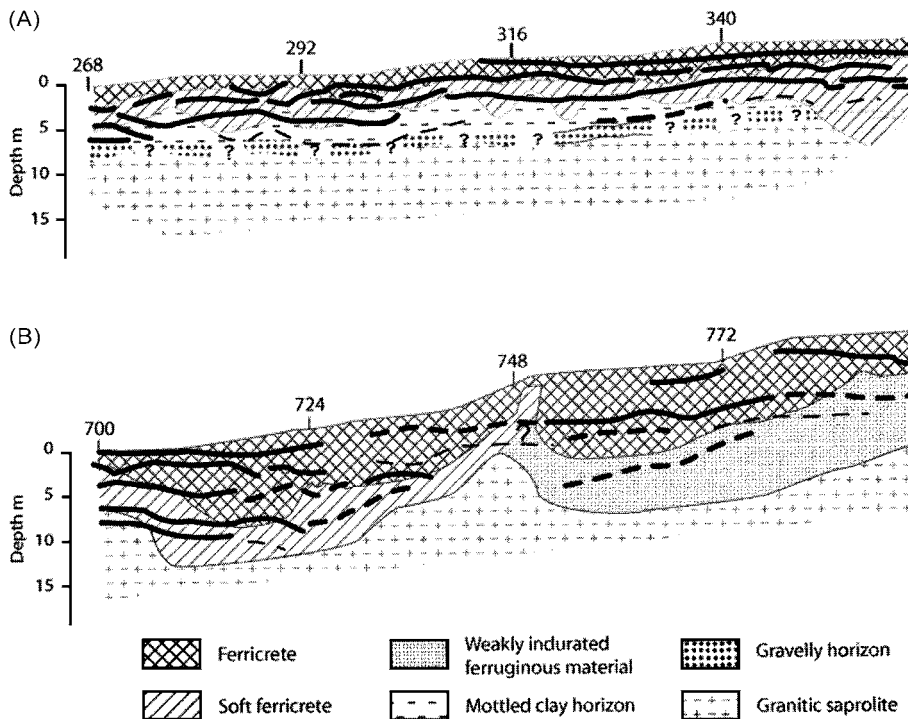 (A)
268
292
316
340
0
5
10
15
Depth m
? ? ? ? ? ? ? ? ? ?
(B)
700
724
748
772
?
0
5
10
15
Depth m
Ferricrete
Weakly indurated
ferruginous material
Gravelly horizon
Soft ferricrete
Mottled clay horizon
Granitic saprolite